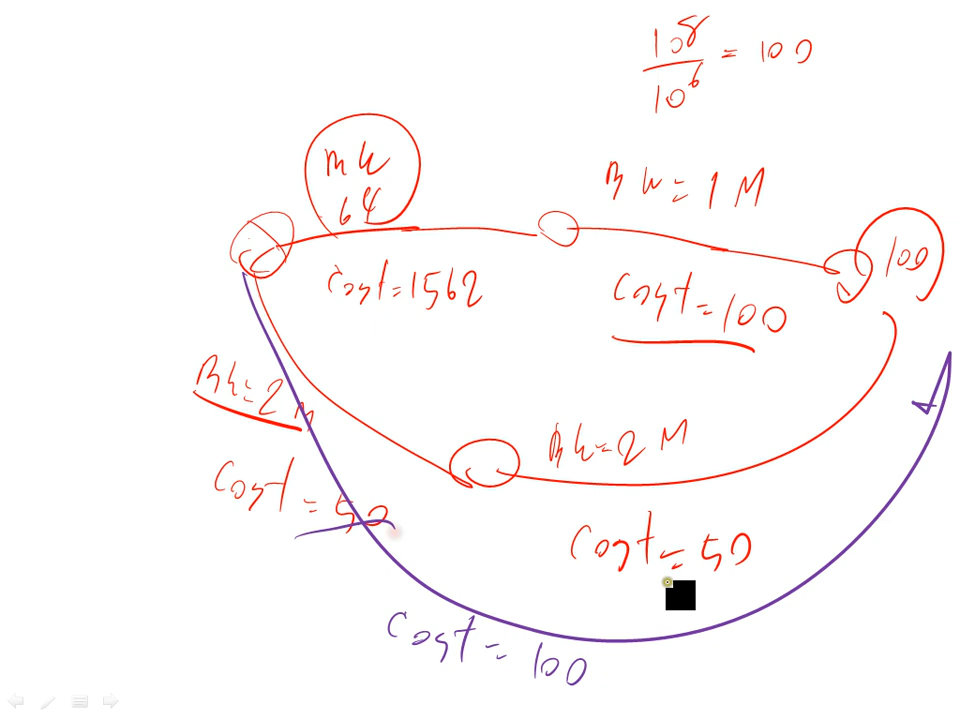 10^8
10^6
= 100
BW
64
BW = 1 M
100
Cost = 1562
Cost = 100
BW = 2 M
BW = 2 M
Cost = 50
Cost = 50
Cost = 100